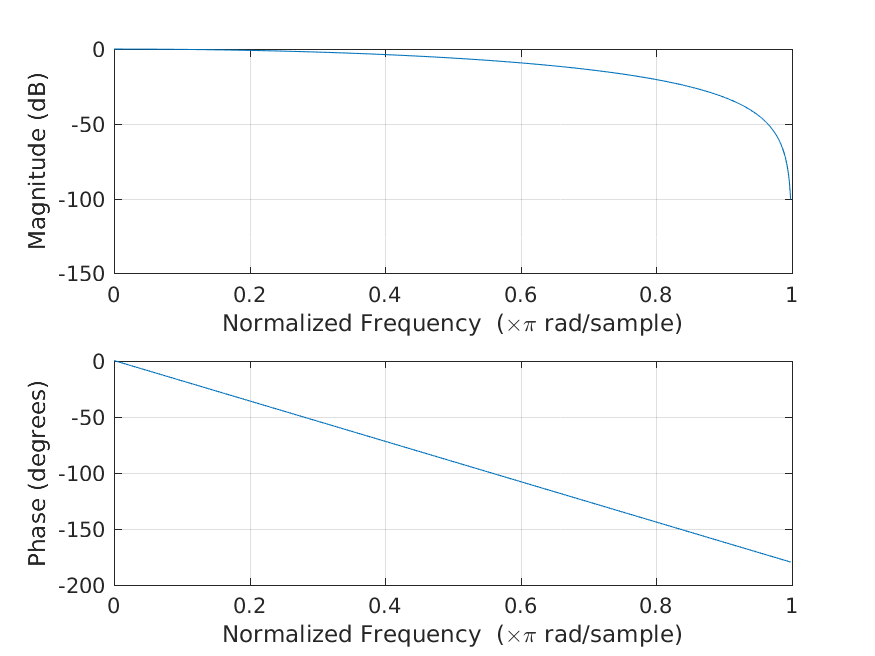 Magnitude (dB)
0
-50
-100
-150
0 0.2 0.4 0.6 0.8 1
Normalized Frequency (×π rad/sample)
Phase (degrees)
0
-50
-100
-150
-200
0 0.2 0.4 0.6 0.8 1
Normalized Frequency (×π rad/sample)